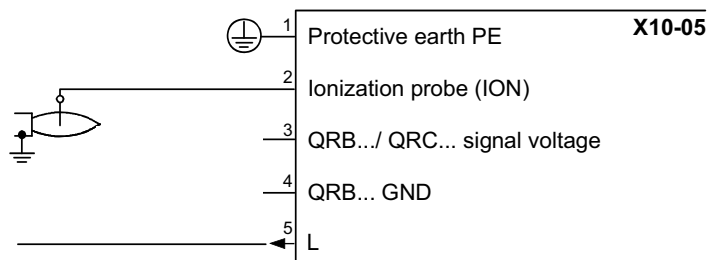 X10-05
1 Protective earth PE
2 Ionization probe (ION)
3 QRB.../ QRC... signal voltage
4 QRB... GND
5 L